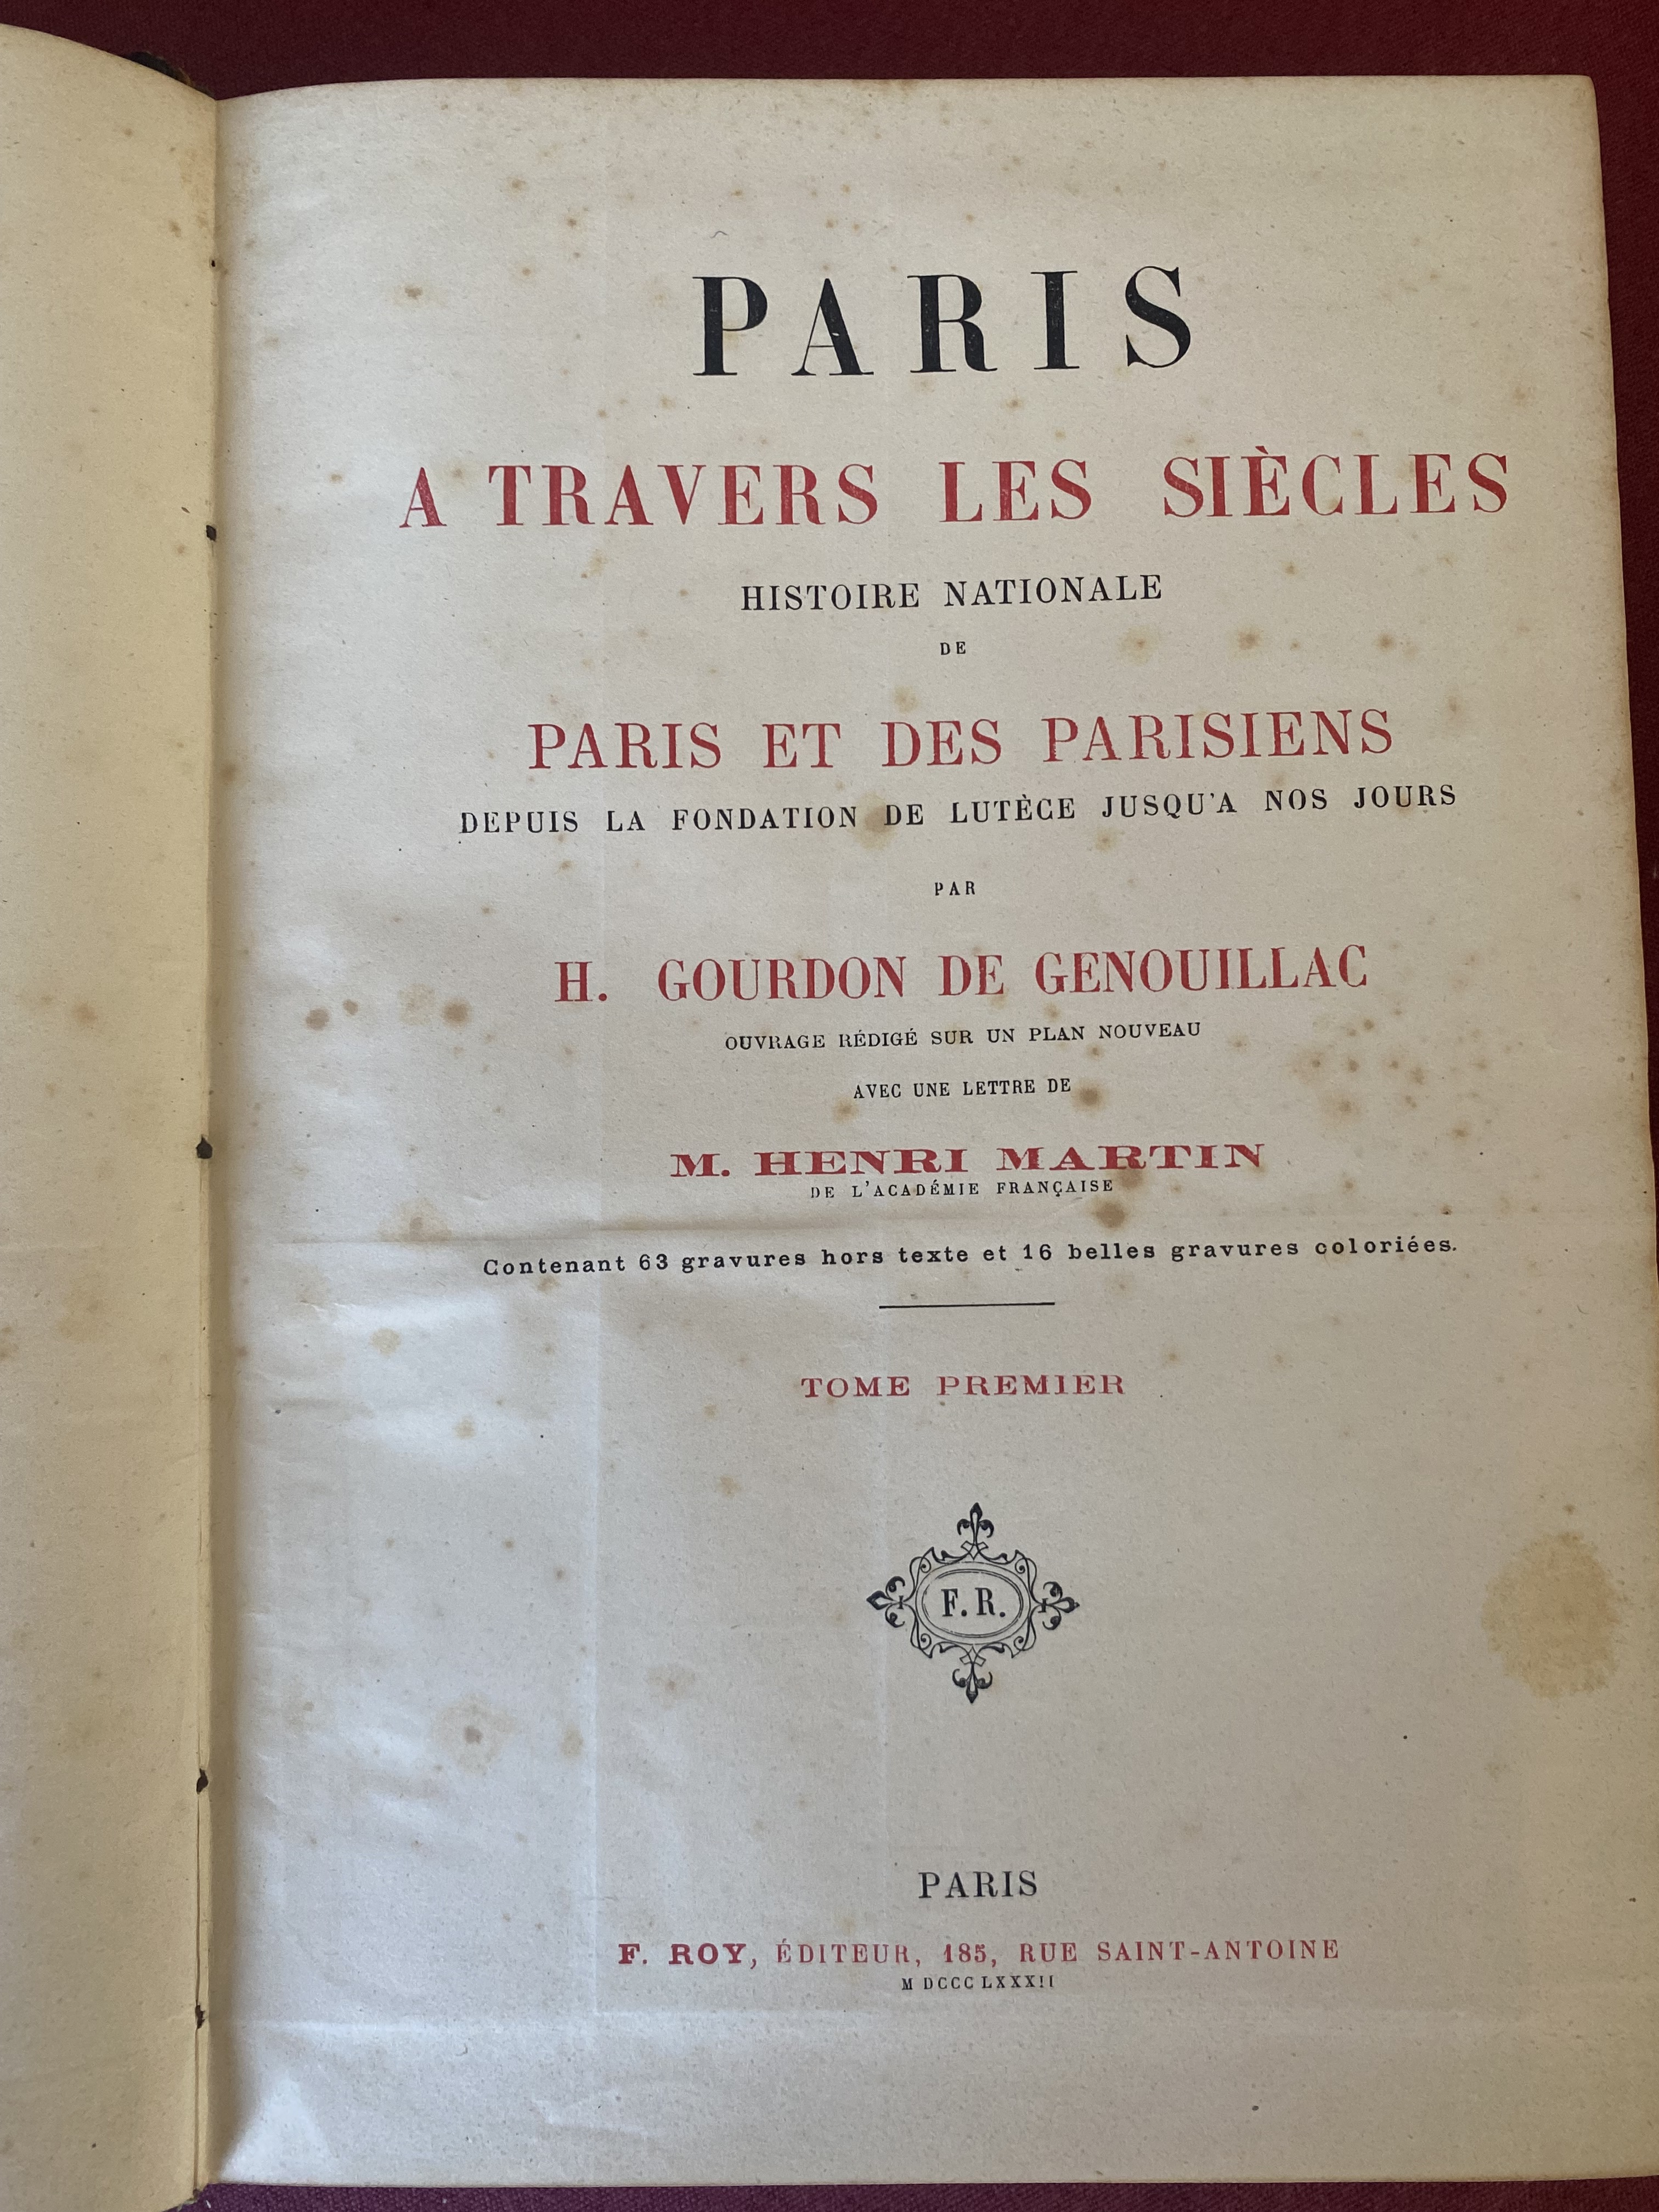 PARIS
A TRAVERS LES SIÈCLES
HISTOIRE NATIONALE
DE
PARIS ET DES PARISIENS
DEPUIS LA FONDATION DE LUTÈCE JUSQU'A NOS JOURS
PAR
H. GOURDON DE GENOUILLAC
OUVRAGE RÉDIGÉ SUR UN PLAN NOUVEAU
AVEC UNE LETTRE DE
M. HENRI MARTIN
DE L'ACADÉMIE FRANÇAISE
Contenant 63 gravures hors texte et 16 belles gravures coloriées.
TOME PREMIER
F. R.
PARIS
F. ROY, ÉDITEUR, 185, RUE SAINT-ANTOINE
M DCCC LXXXII